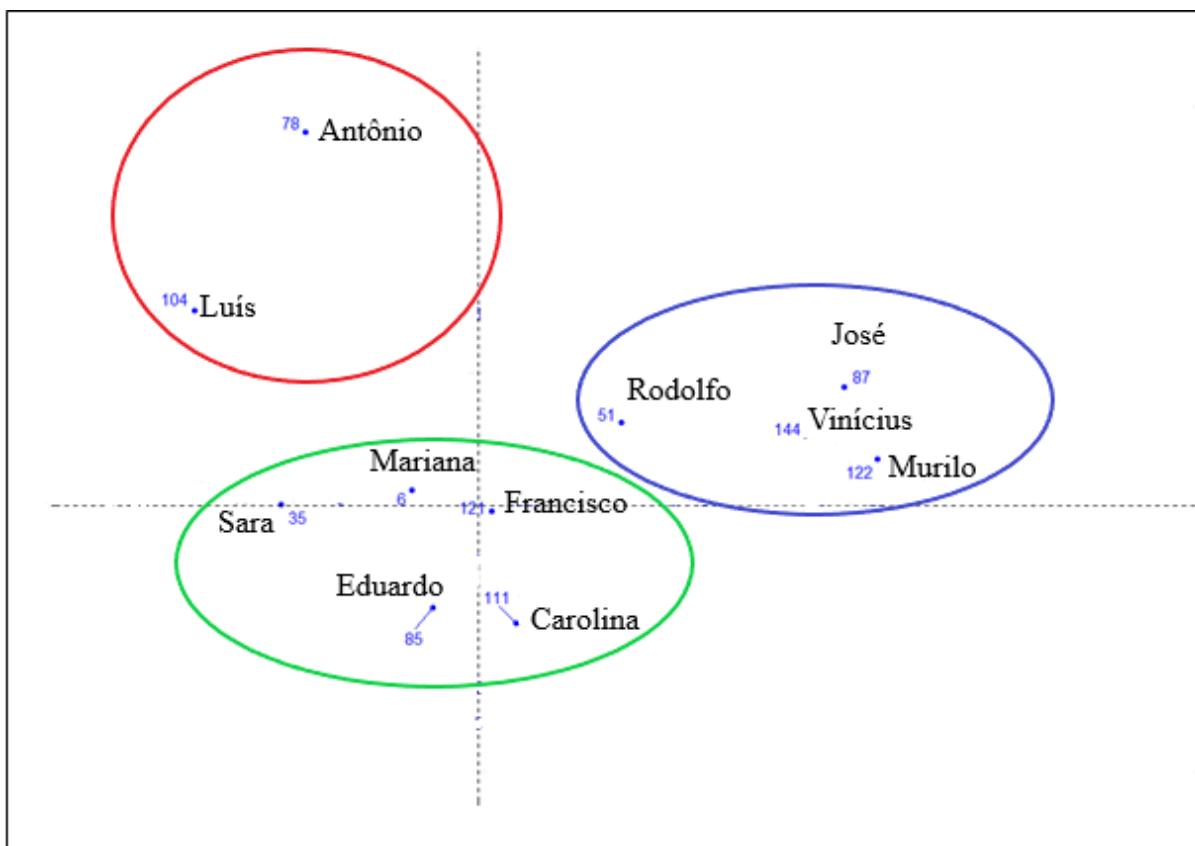 78 Antônio
104 Luís
José
87
Rodolfo
51
144 Vinícius
122 Murilo
Mariana
6
121 Francisco
Sara 35
Eduardo
85
111
Carolina